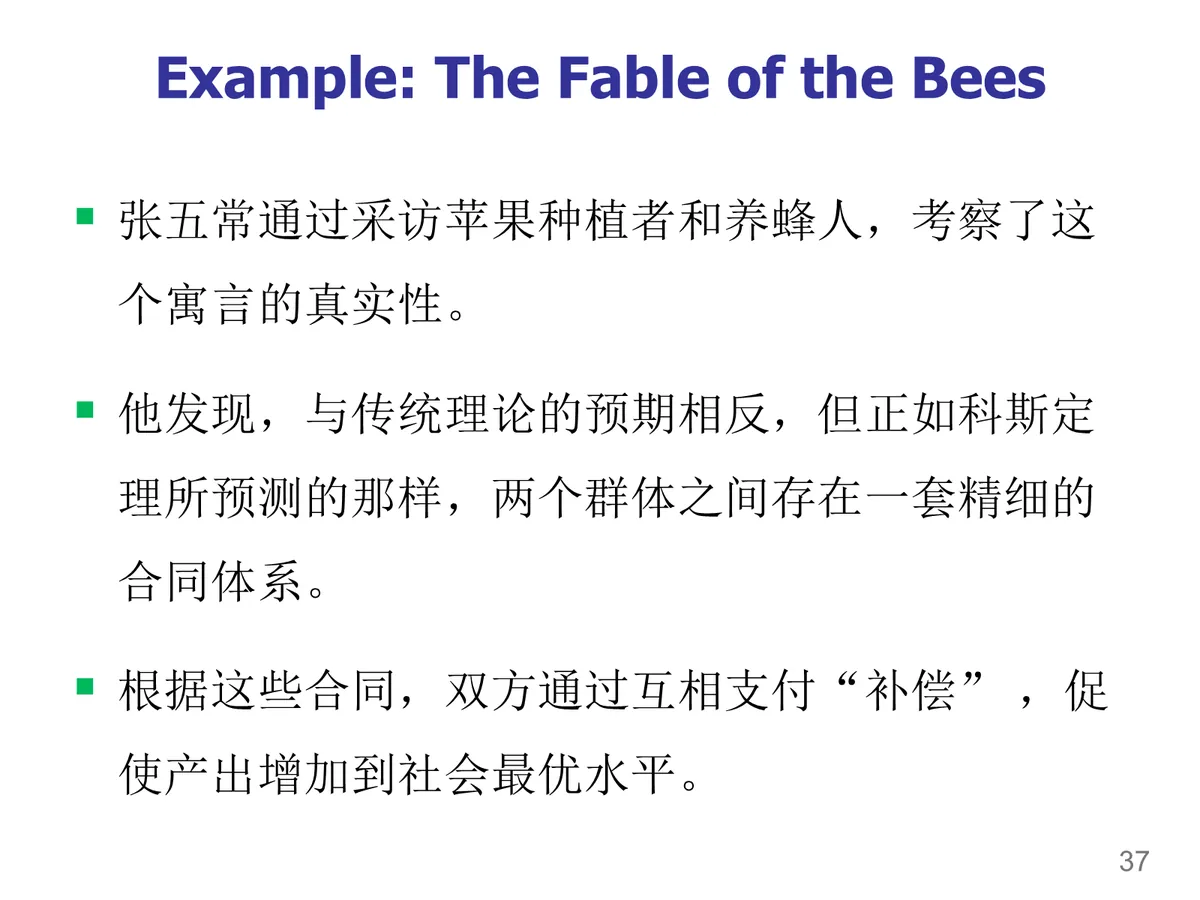 Example: The Fable of the Bees
▪ 张五常通过采访苹果种植者和养蜂人，考察了这
个寓言的真实性。
▪ 他发现，与传统理论的预期相反，但正如科斯定
理所预测的那样，两个群体之间存在一套精细的
合同体系。
▪ 根据这些合同，双方通过互相支付“补偿” ，促
使产出增加到社会最优水平。
37